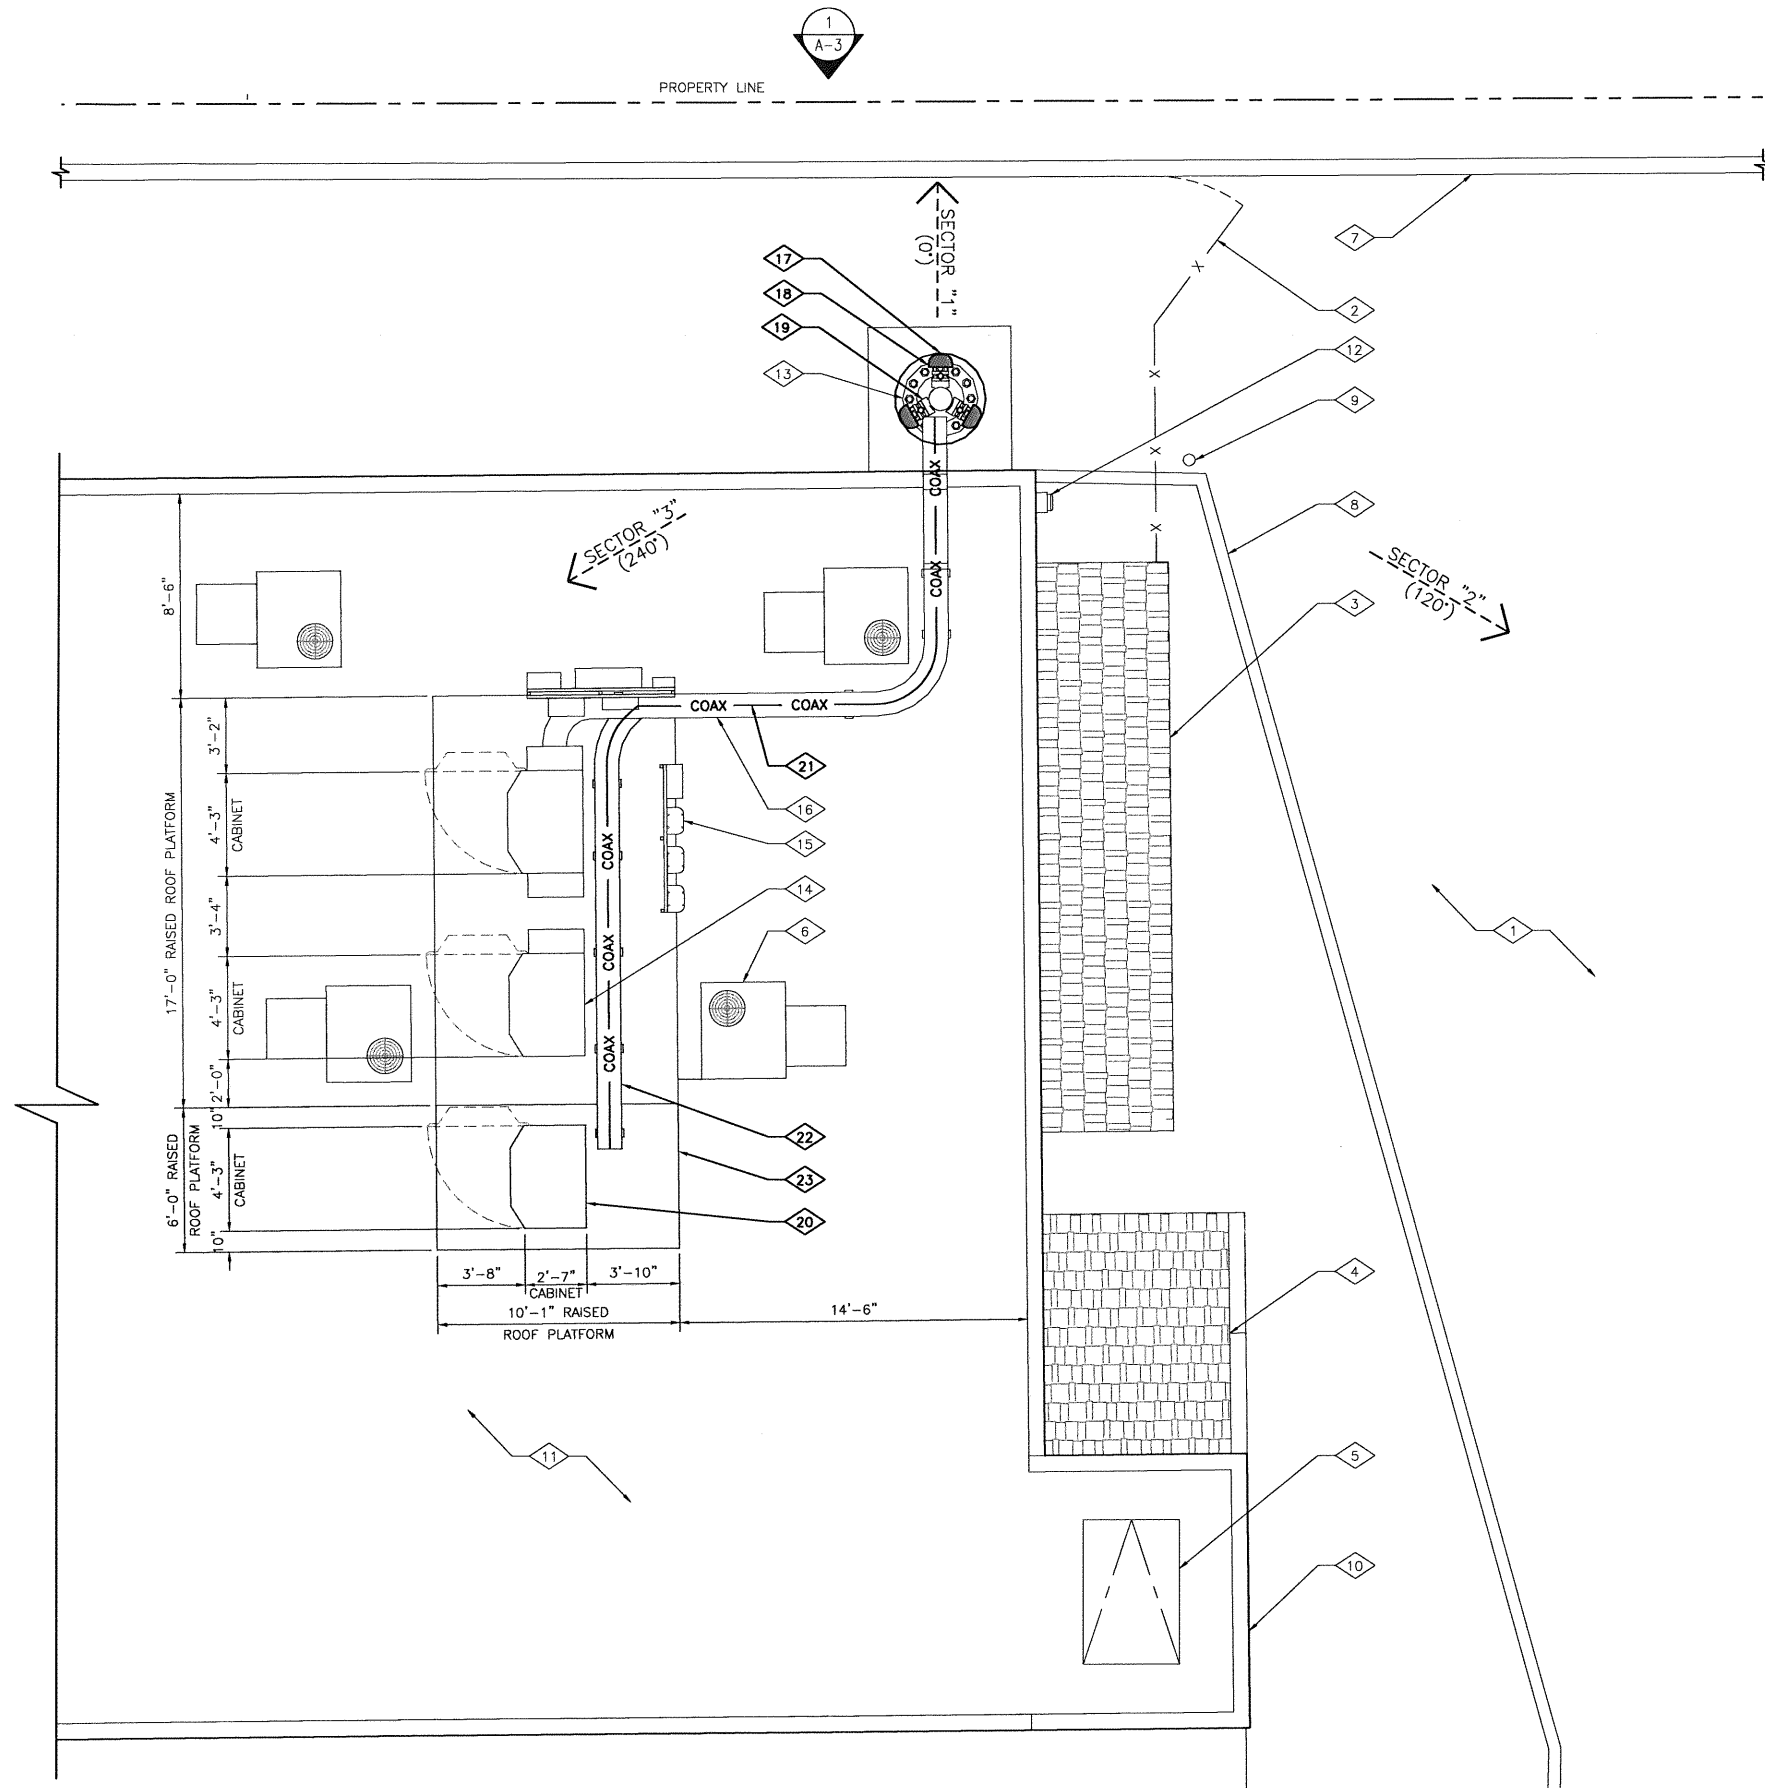 1
A-3
PROPERTY LINE
SECTOR "1"
(0°)
17
18
19
13
7
2
12
9
8
3
SECTOR "3"
(240°)
SECTOR "2"
(120°)
COAX
COAX
COAX
COAX
COAX
COAX
COAX
21
16
15
14
6
22
23
20
1
4
5
10
11
8'-6"
17'-0" RAISED ROOF PLATFORM
3'-2"
4'-3"
CABINET
3'-4"
4'-3"
CABINET
2'-0"
10"
6'-0" RAISED
ROOF PLATFORM
4'-3"
CABINET
10"
3'-8"
2'-7"
CABINET
3'-10"
10'-1" RAISED
ROOF PLATFORM
14'-6"
X
X
X
X